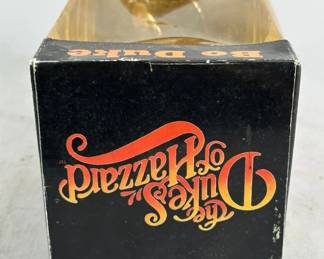 Bo Duke
The
Dukes
of Hazzard